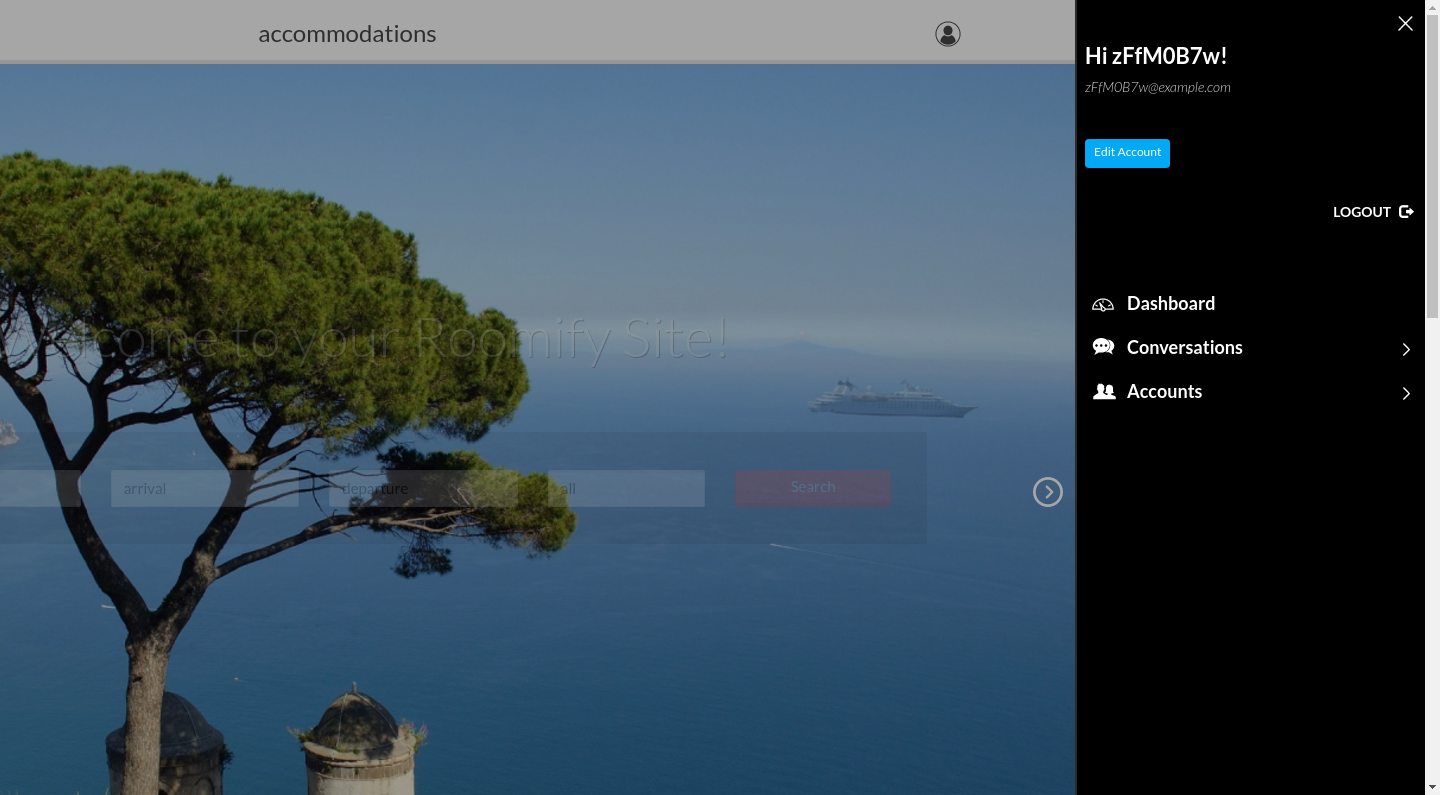 accommodations
Welcome to your Roomify Site!
arrival
departure
all
Search
Hi zFfM0B7w!
zFfM0B7w@example.com
Edit Account
LOGOUT
Dashboard
Conversations
Accounts